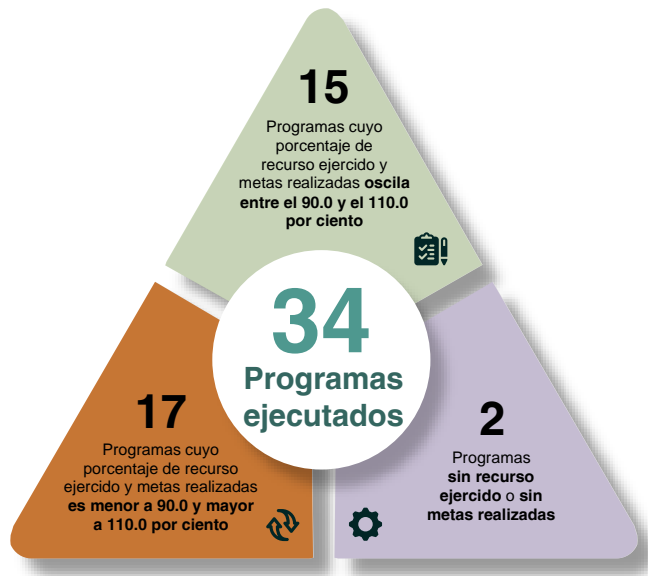 15
Programas cuyo
porcentaje de
recurso ejercido y
metas realizadas oscila
entre el 90.0 y el 110.0
por ciento
34
Programas
ejecutados
17
Programas cuyo
porcentaje de recurso
ejercido y metas realizadas
es menor a 90.0 y mayor
a 110.0 por ciento
2
Programas
sin recurso
ejercido o sin
metas realizadas